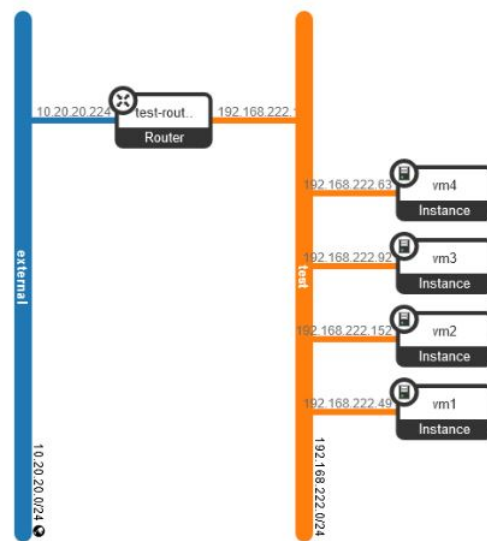 10.20.20.224
test-rout..
192.168.222.1
Router
192.168.222.63
vm4
Instance
192.168.222.92
vm3
Instance
192.168.222.152
vm2
Instance
192.168.222.49
vm1
Instance
external
10.20.20.0/24
test
192.168.222.0/24